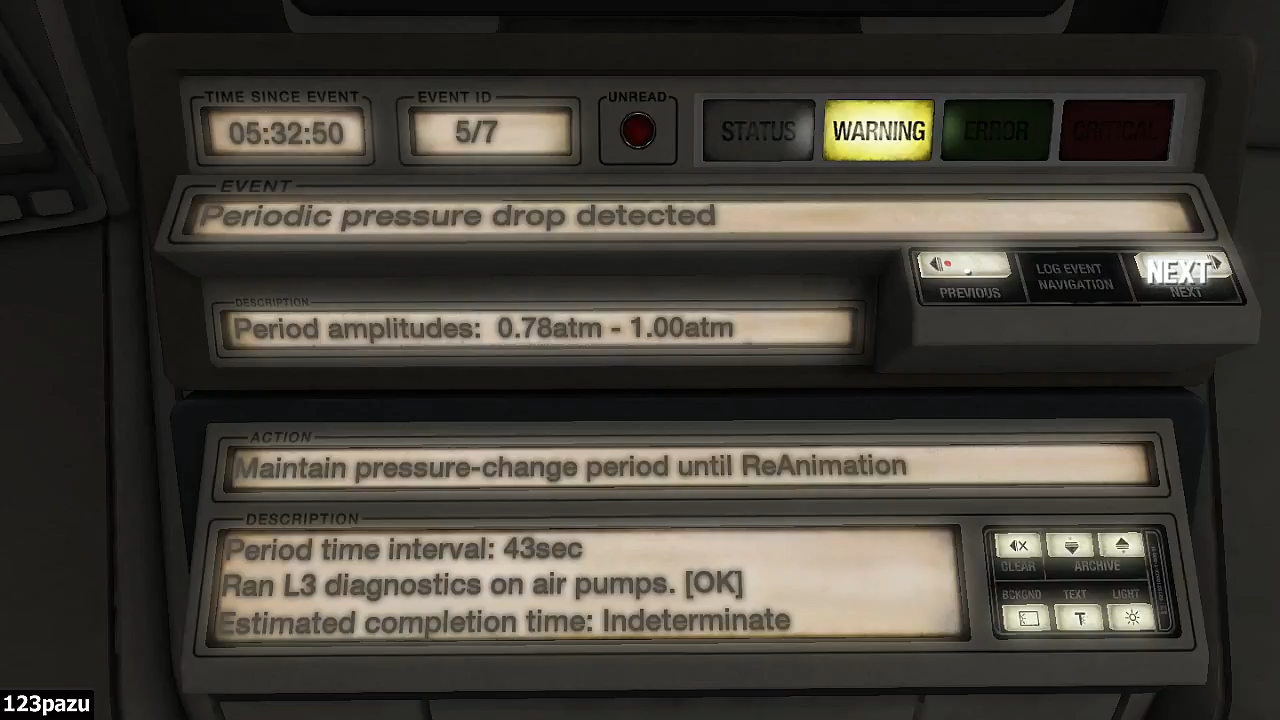 TIME SINCE EVENT
EVENT ID
UNREAD
05:32:50
5/7
STATUS
WARNING
ERROR
CRITICAL
EVENT
Periodic pressure drop detected
LOG EVENT
NAVIGATION
NEXT
PREVIOUS
NEXT
DESCRIPTION
Period amplitudes: 0.78atm - 1.00atm
ACTION
Maintain pressure-change period until ReAnimation
DESCRIPTION
Period time interval: 43sec
Ran L3 diagnostics on air pumps. [OK]
Estimated completion time: Indeterminate
CLEAR
ARCHIVE
BCKGND
TEXT
LIGHT
T
123pazu